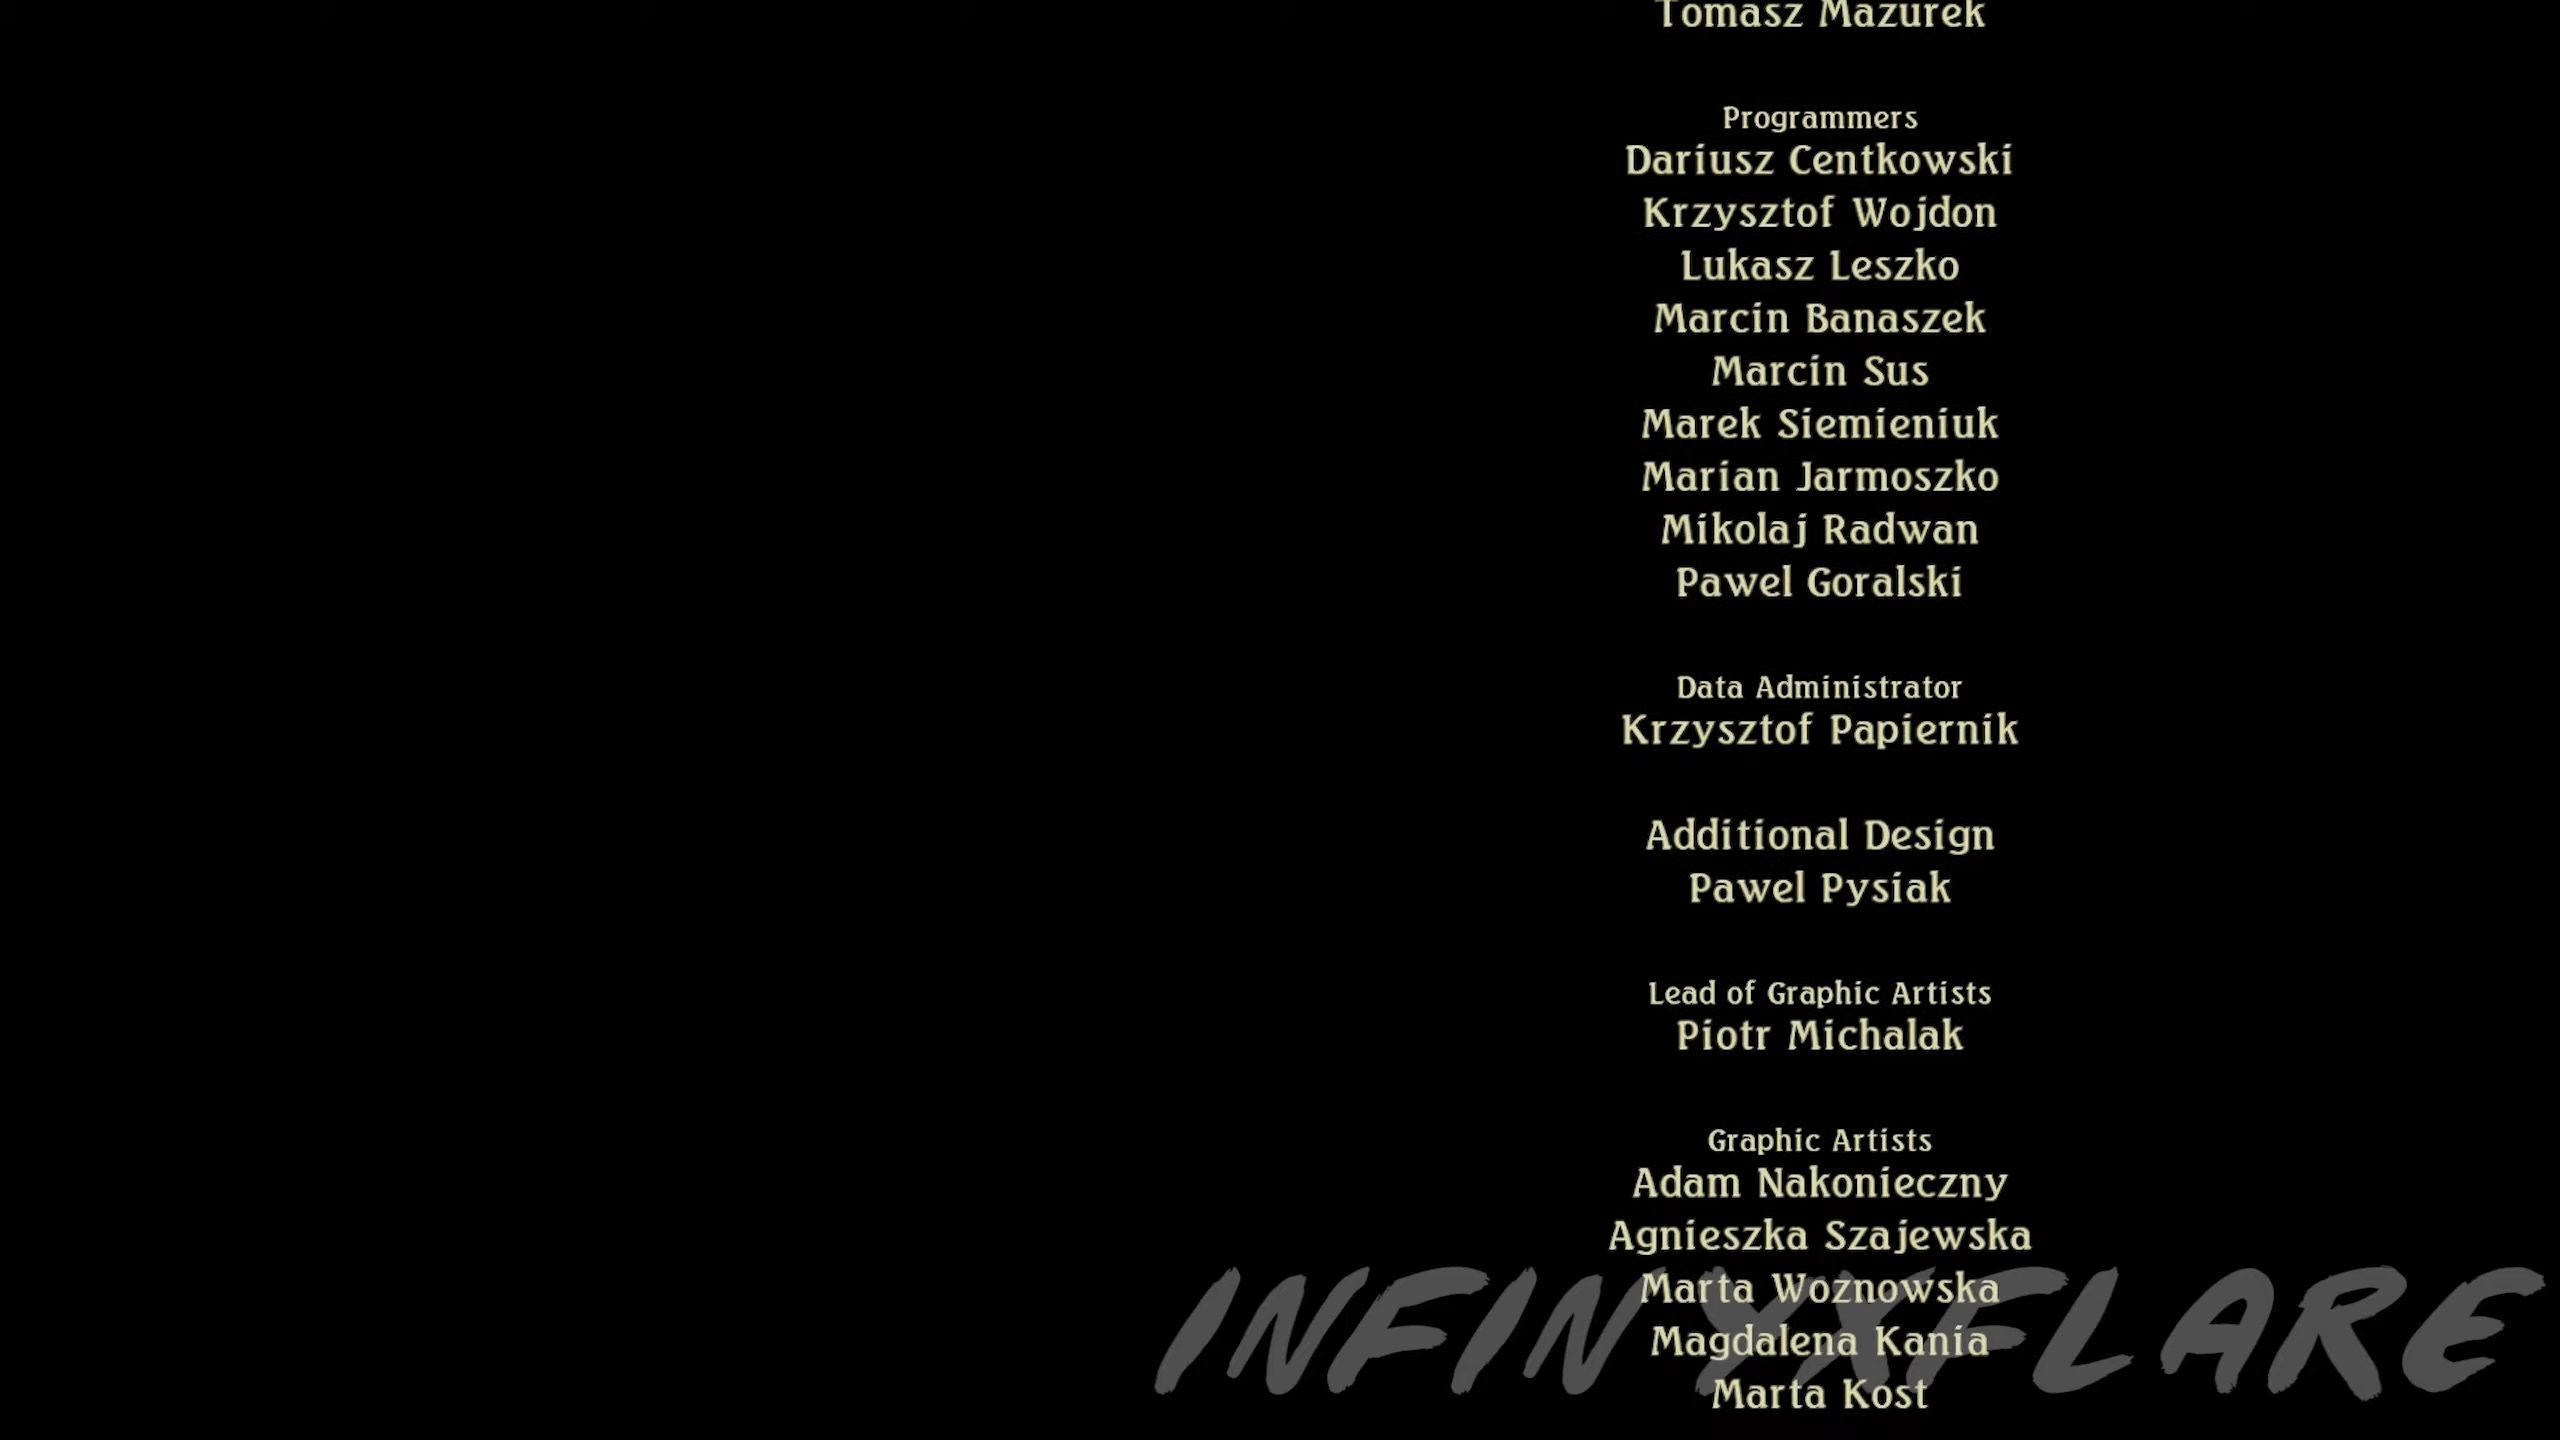 Tomasz Mazurek
Programmers
Dariusz Centkowski
Krzysztof Wojdon
Lukasz Leszko
Marcin Banaszek
Marcin Sus
Marek Siemieniuk
Marian Jarmoszko
Mikolaj Radwan
Pawel Goralski
Data Administrator
Krzysztof Papiernik
Additional Design
Pawel Pysiak
Lead of Graphic Artists
Piotr Michalak
Graphic Artists
Adam Nakonieczny
Agnieszka Szajewska
Marta Woznowska
Magdalena Kania
Marta Kost
INFINYXFLARE